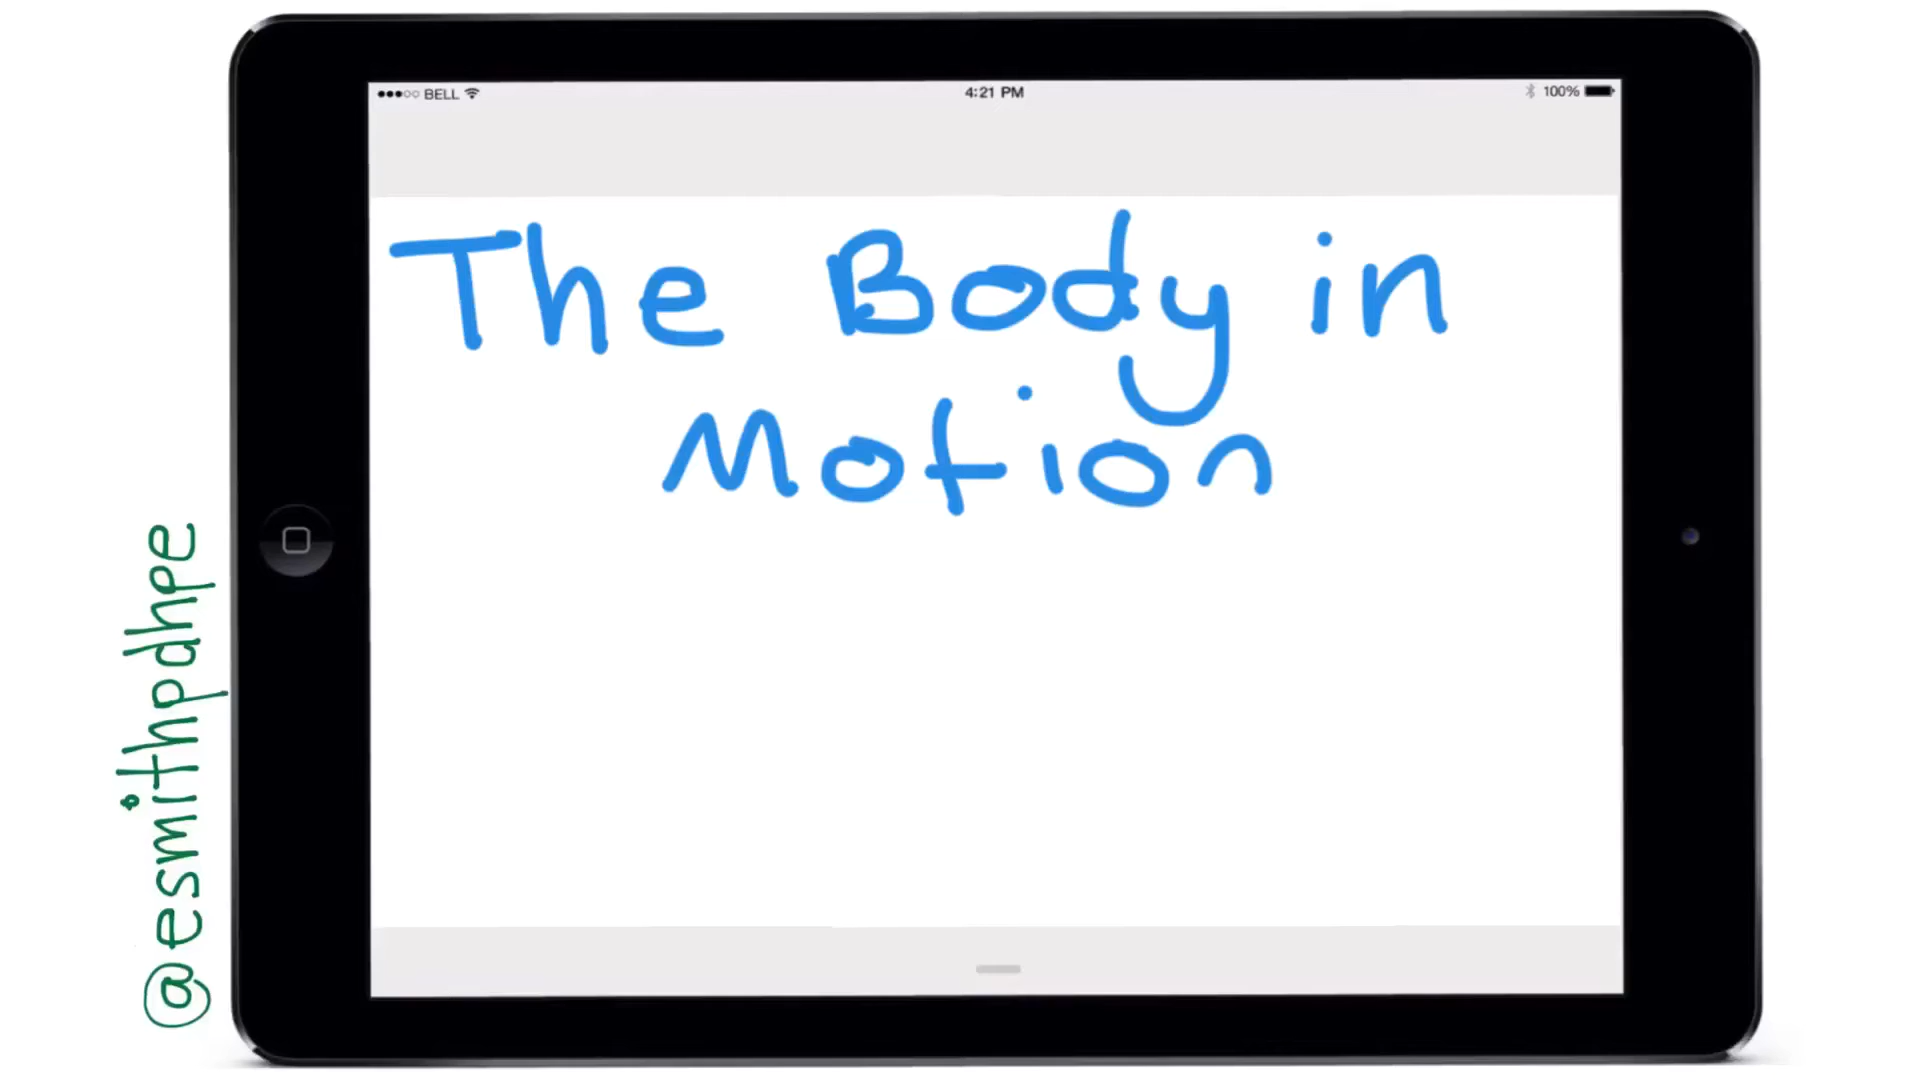 ●●●○○ BELL 4:21 PM 100%
The Body in
Motion
@esmithpdhpe